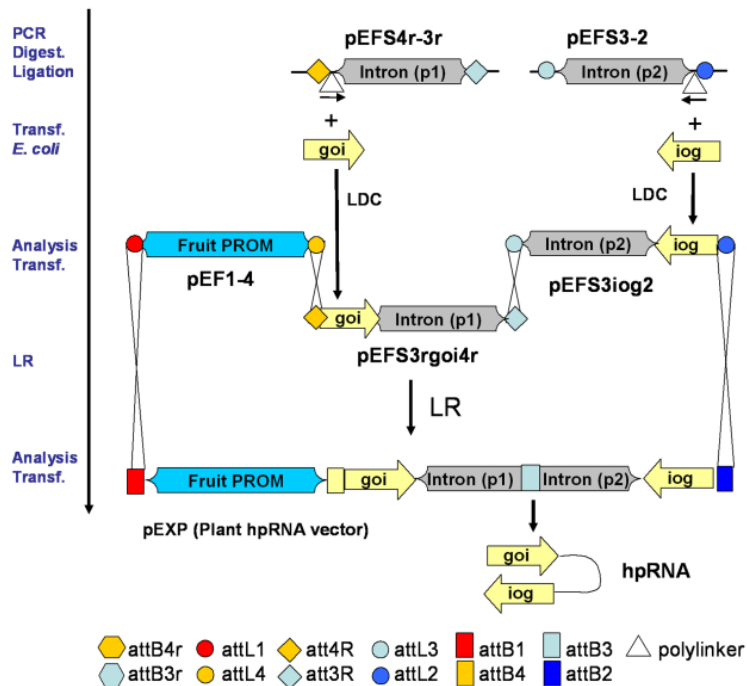 PCR
Digest.
Ligation
pEFS4r-3r
pEFS3-2
Intron (p1)
Intron (p2)
Transf.
E. coli
+
goi
+
iog
LDC
LDC
Analysis
Transf.
Fruit PROM
Intron (p2)
iog
pEF1-4
pEFS3iog2
goi
Intron (p1)
pEFS3rgoi4r
LR
LR
Analysis
Transf.
Fruit PROM
goi
Intron (p1)
Intron (p2)
iog
pEXP (Plant hpRNA vector)
goi
iog
hpRNA
attB4r
attL1
att4R
attL3
attB1
attB3
polylinker
attB3r
attL4
att3R
attL2
attB4
attB2